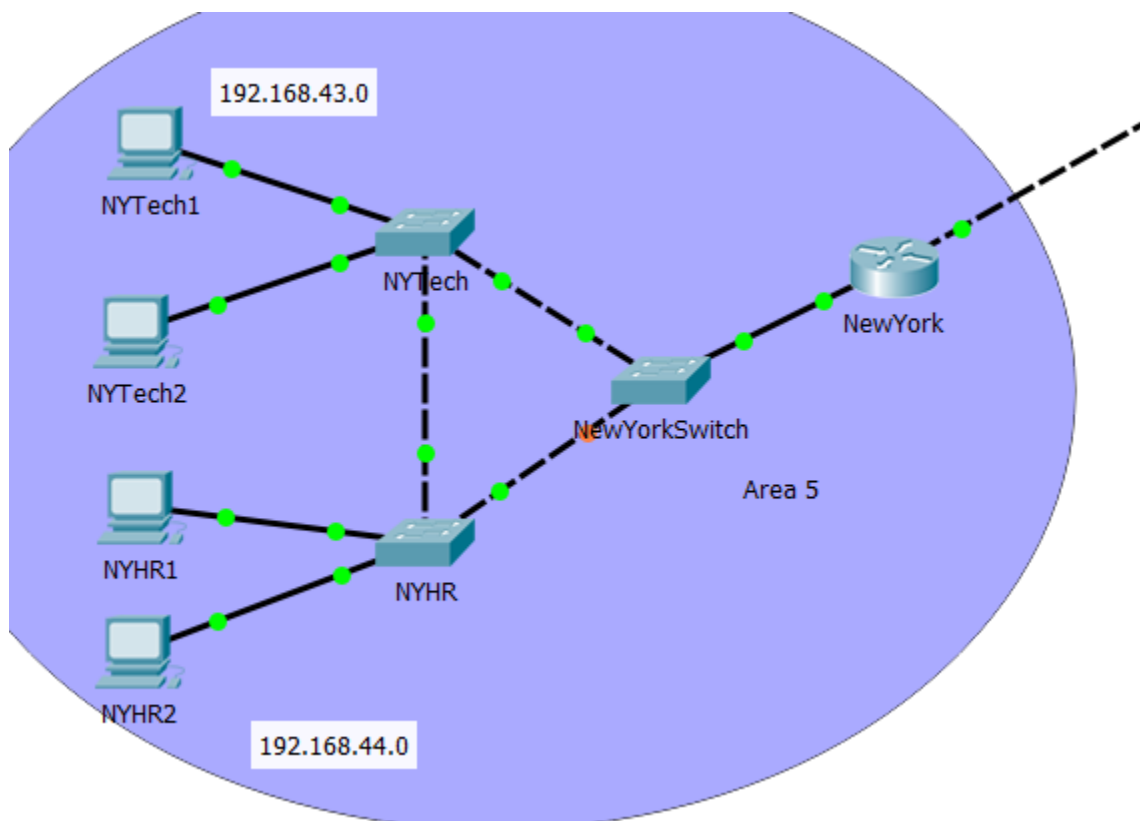 192.168.43.0
NYTech1
NYTech
NewYork
NYTech2
NewYorkSwitch
Area 5
NYHR1
NYHR
NYHR2
192.168.44.0